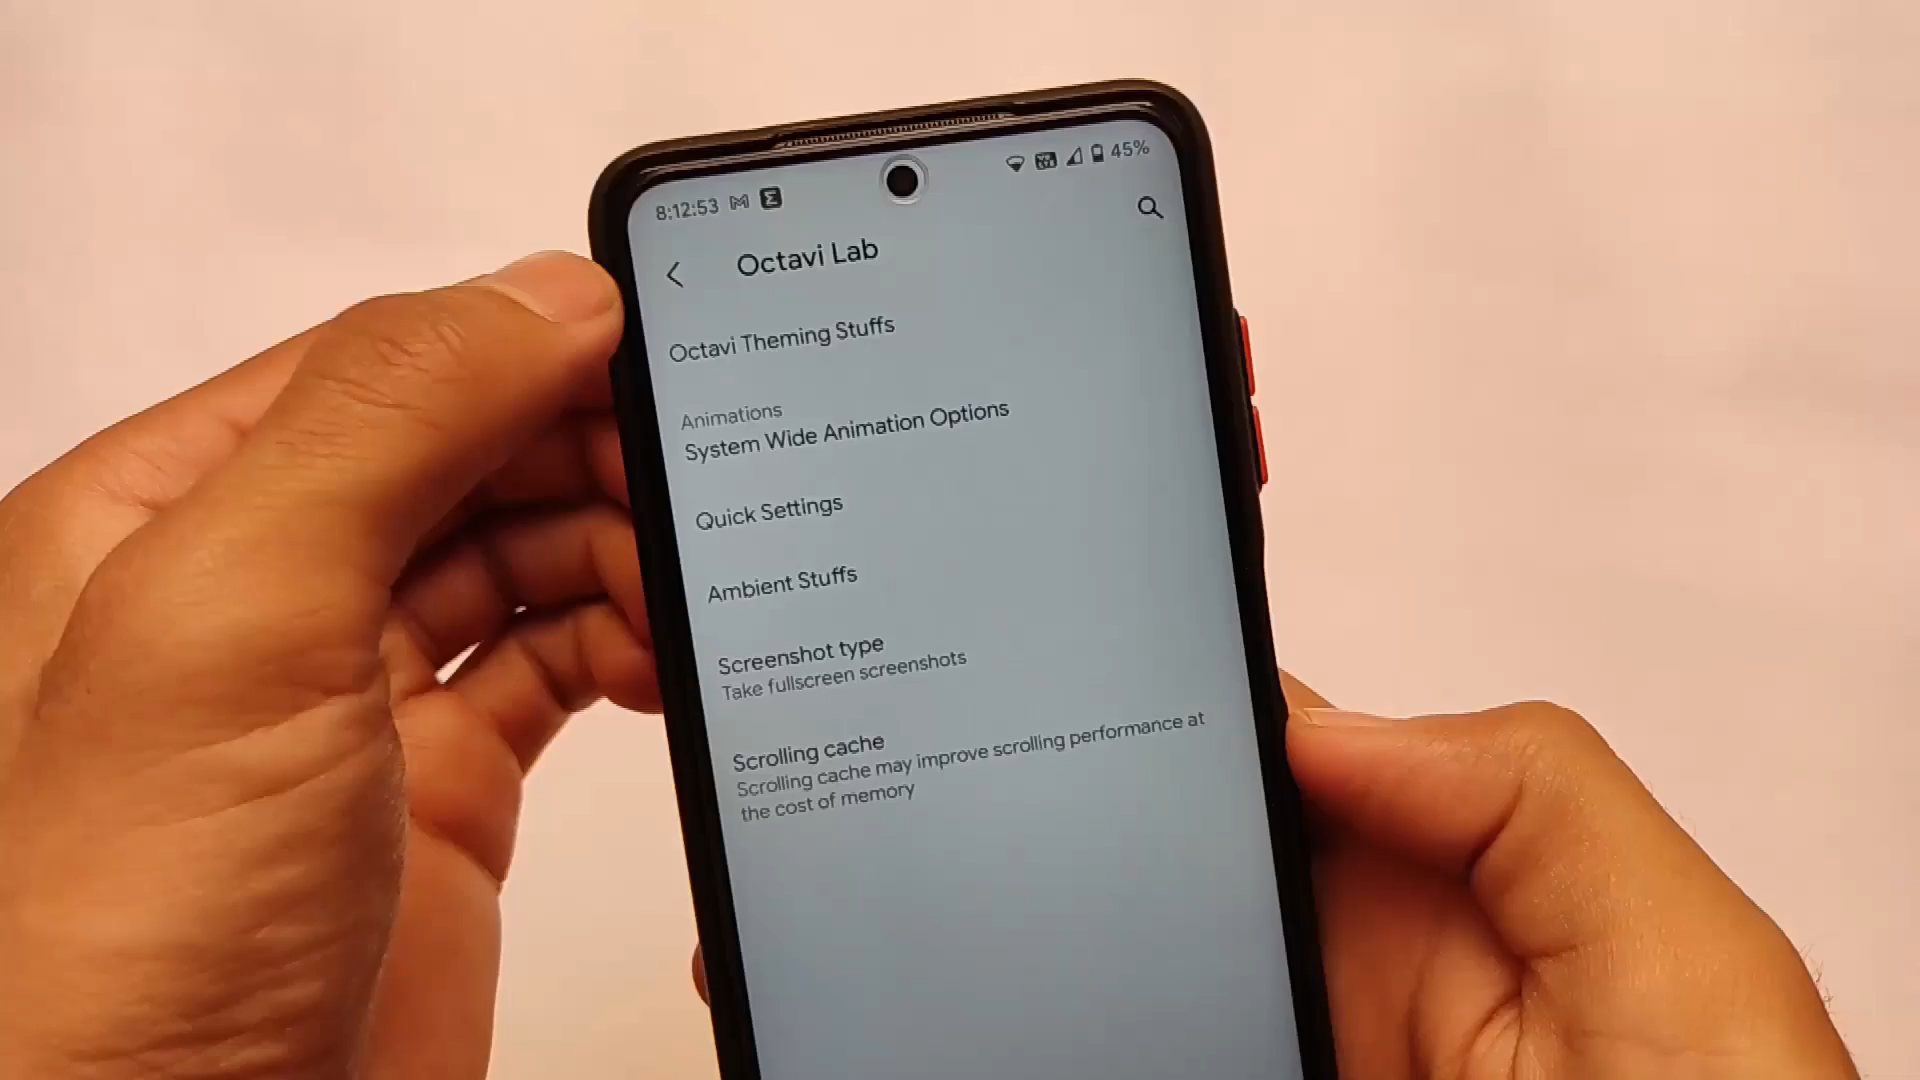 8:12:53
45%
Octavi Lab
Octavi Theming Stuffs
Animations
System Wide Animation Options
Quick Settings
Ambient Stuffs
Screenshot type
Take fullscreen screenshots
Scrolling cache
Scrolling cache may improve scrolling performance at
the cost of memory